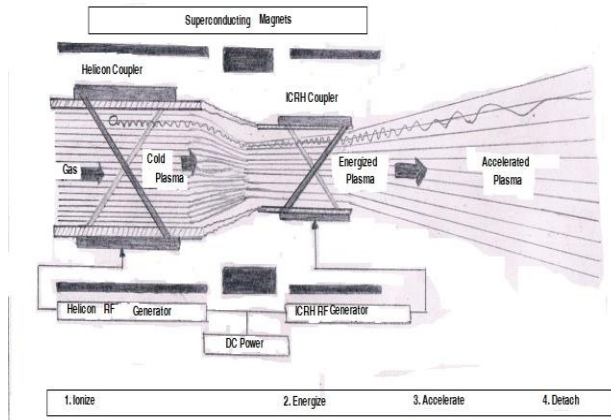 Superconducting Magnets
Helicon Coupler
ICRH Coupler
Gas
Cold
Plasma
Energized
Plasma
Accelerated
Plasma
Helicon RF Generator
ICRH RF Generator
DC Power
1. Ionize 2. Energize 3. Accelerate 4. Detach